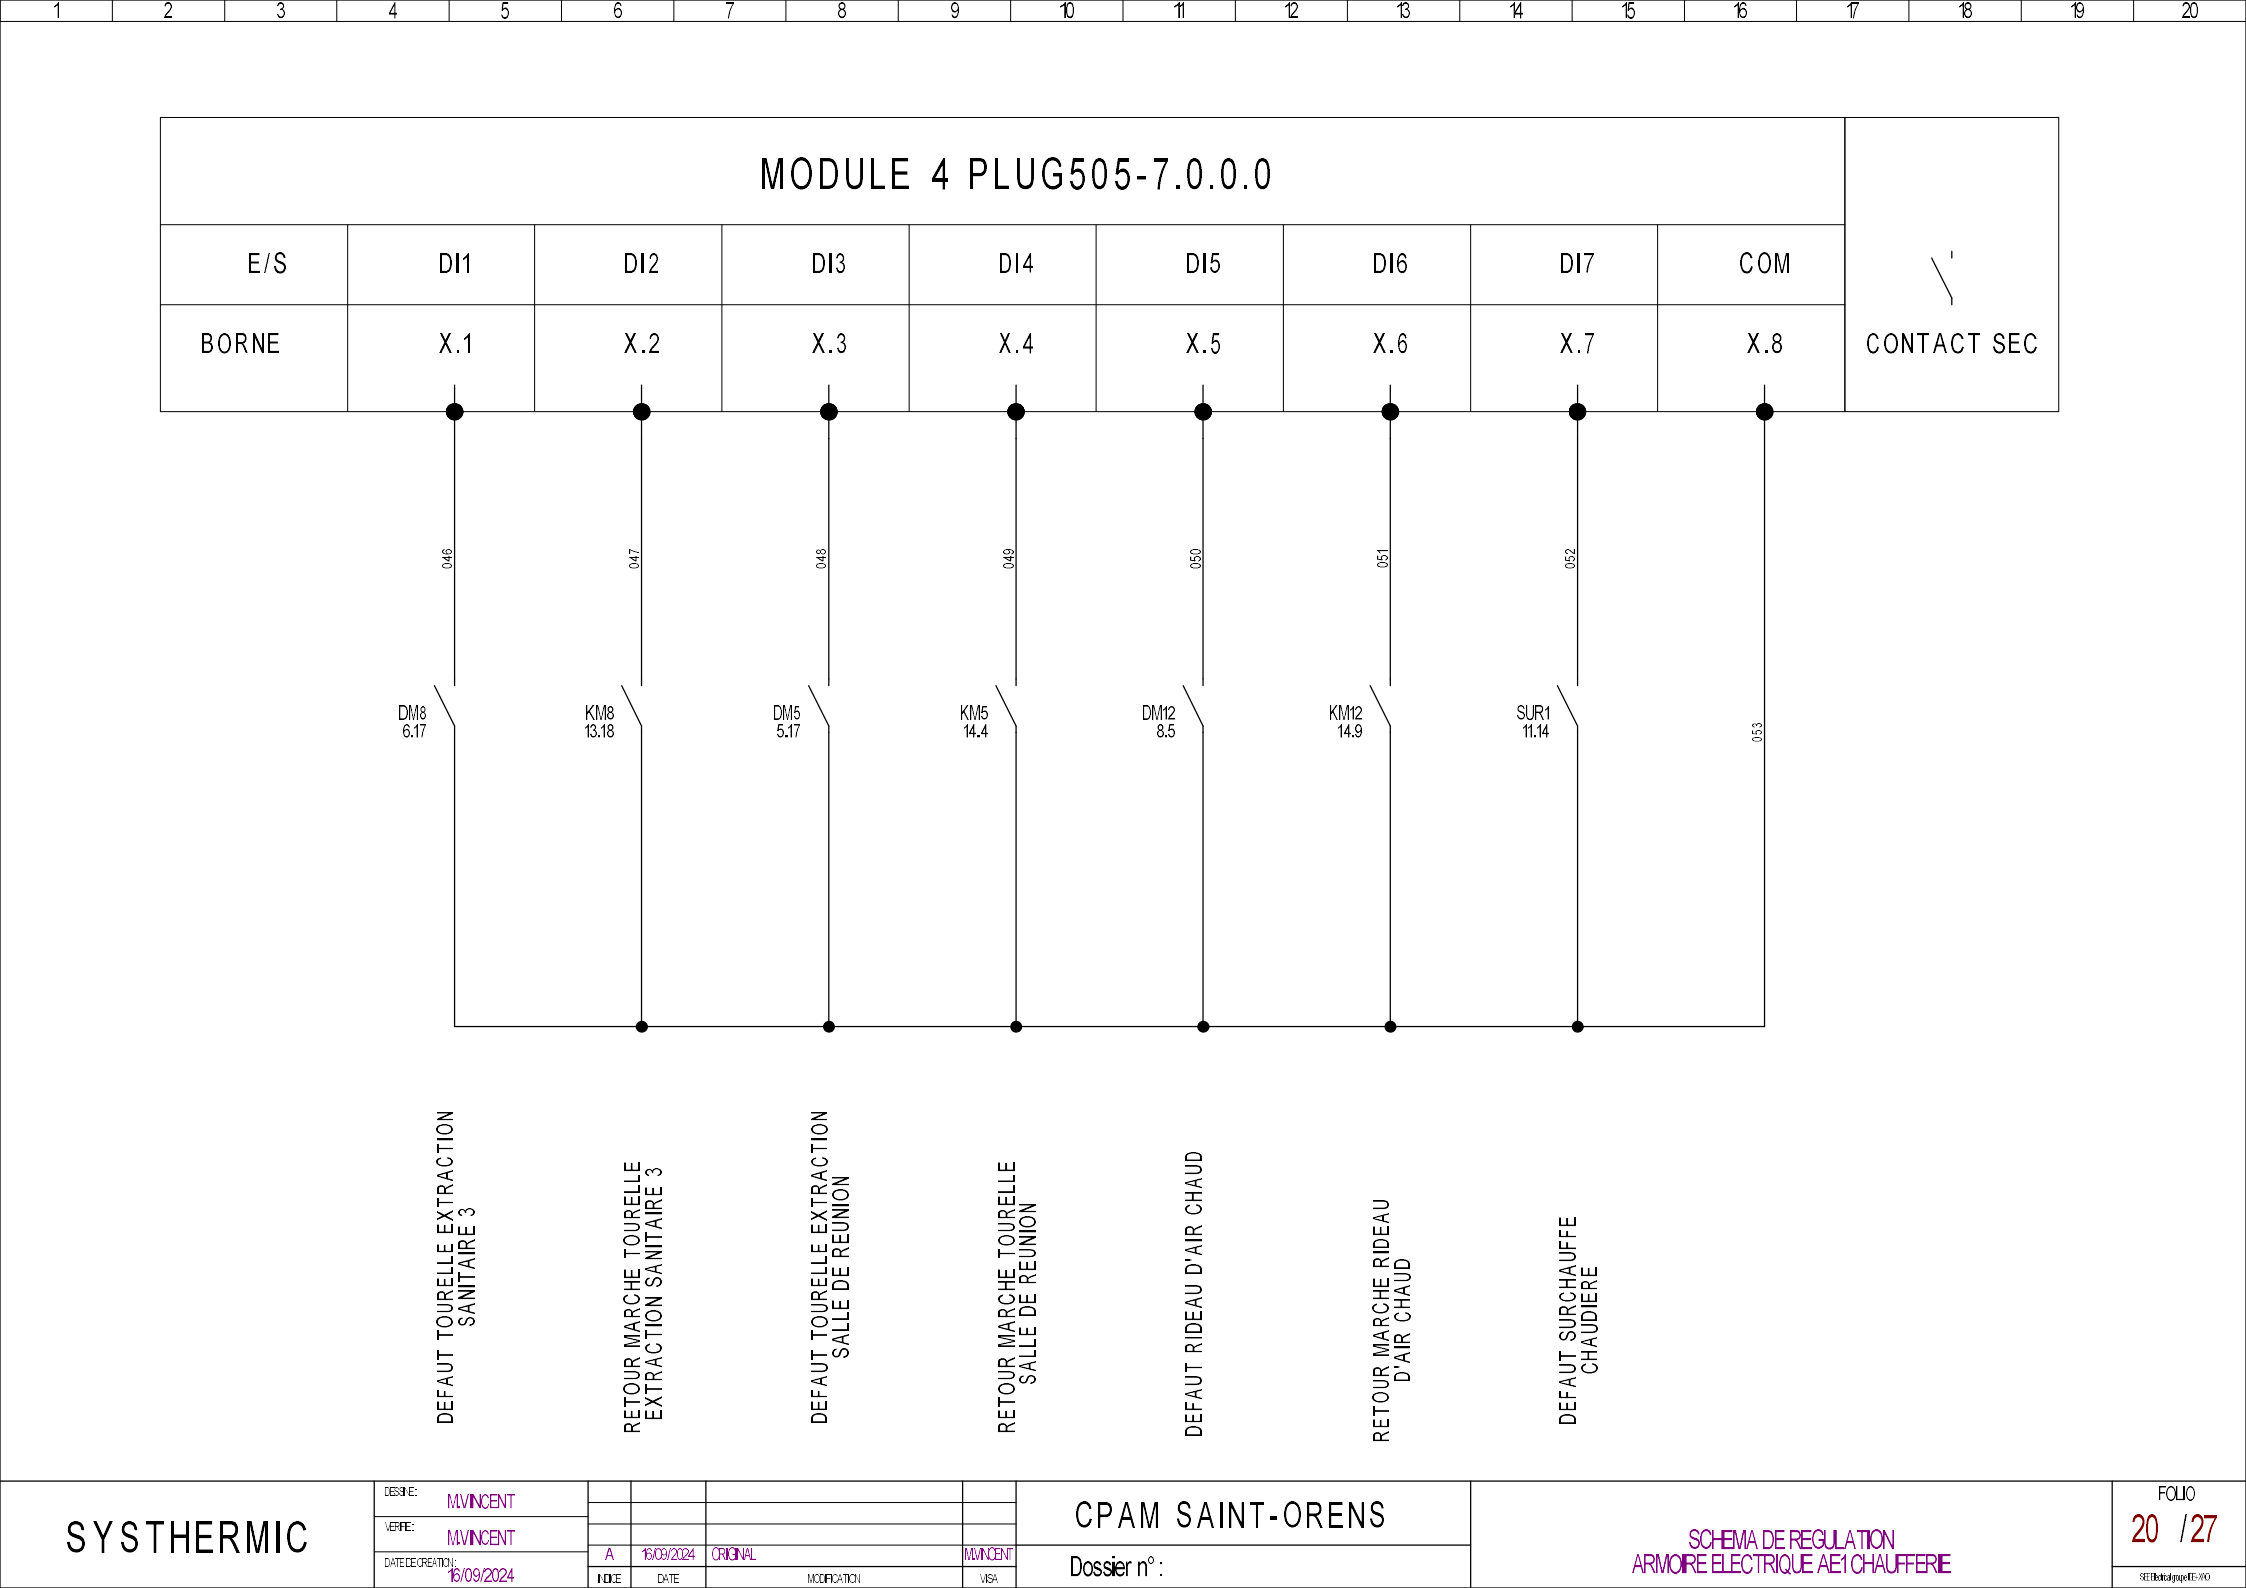 1 2 3 4 5 6 7 8 9 10 11 12 13 14 15 16 17 18 19 20
MODULE 4 PLUG505-7.0.0.0
E/S DI1 DI2 DI3 DI4 DI5 DI6 DI7 COM
BORNE X.1 X.2 X.3 X.4 X.5 X.6 X.7 X.8 CONTACT SEC
046 047 048 049 050 051 052
DM8 KM8 DM5 KM5 DM12 KM12 SUR1
6.17 13.18 5.17 14.4 8.5 14.9 11.14
053
DEFAUT TOURELLE EXTRACTION
SANITAIRE 3
RETOUR MARCHE TOURELLE
EXTRACTION SANITAIRE 3
DEFAUT TOURELLE EXTRACTION
SALLE DE REUNION
RETOUR MARCHE TOURELLE
SALLE DE REUNION
DEFAUT RIDEAU D'AIR CHAUD
RETOUR MARCHE RIDEAU
D'AIR CHAUD
DEFAUT SURCHAUFFE
CHAUDIERE
SYSTHERMIC
DESSINE :
M.VINCENT
VERIFIE :
M.VINCENT
DATE DE CREATION :
16/09/2024
A 16/09/2024 ORIGINAL M.VINCENT
INDICE DATE MODIFICATION VISA
CPAM SAINT-ORENS
Dossier n° :
SCHEMA DE REGULATION
ARMOIRE ELECTRIQUE AE1 CHAUFFERIE
FOLIO
20 /27